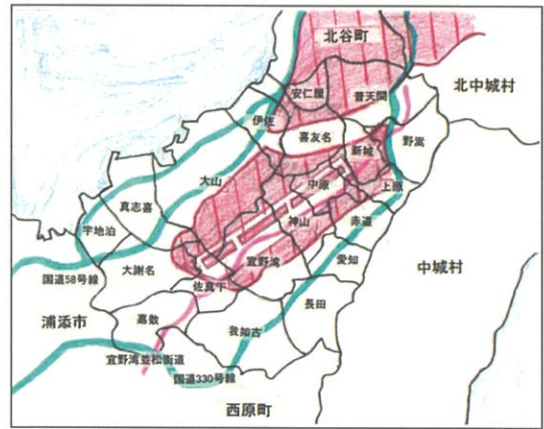 北谷町
北中城村
安仁屋
普天間
伊佐
喜友名
新城
野嵩
大山
中原
上原
真志喜
神山
赤道
宇地泊
宜野湾
愛知
大謝名
中城村
国道58号線
佐真下
長田
浦添市
嘉数
我如古
宜野湾並松街道
国道330号線
西原町